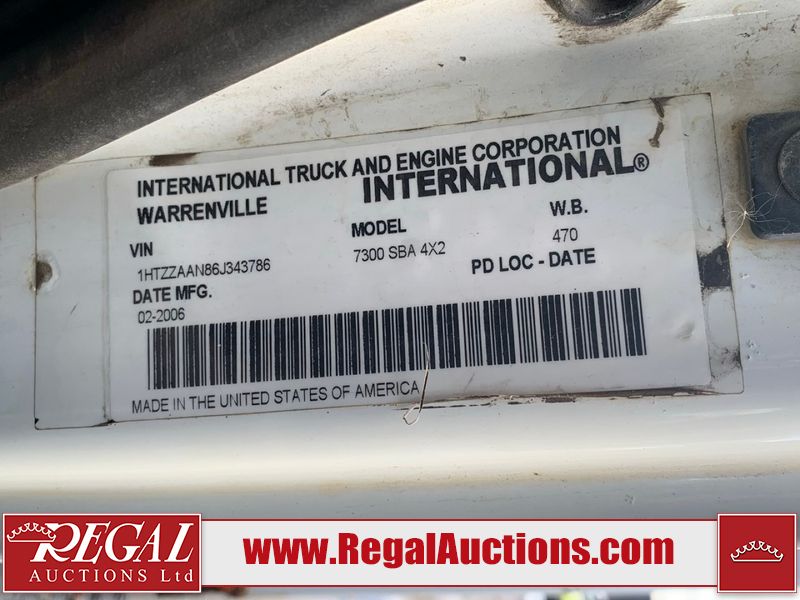 INTERNATIONAL TRUCK AND ENGINE CORPORATION
WARRENVILLE INTERNATIONAL®
VIN MODEL W.B.
1HTZZAAN86J343786 7300 SBA 4X2 470
DATE MFG. PD LOC - DATE
02-2006
MADE IN THE UNITED STATES OF AMERICA
REGAL
AUCTIONS Ltd
www.RegalAuctions.com